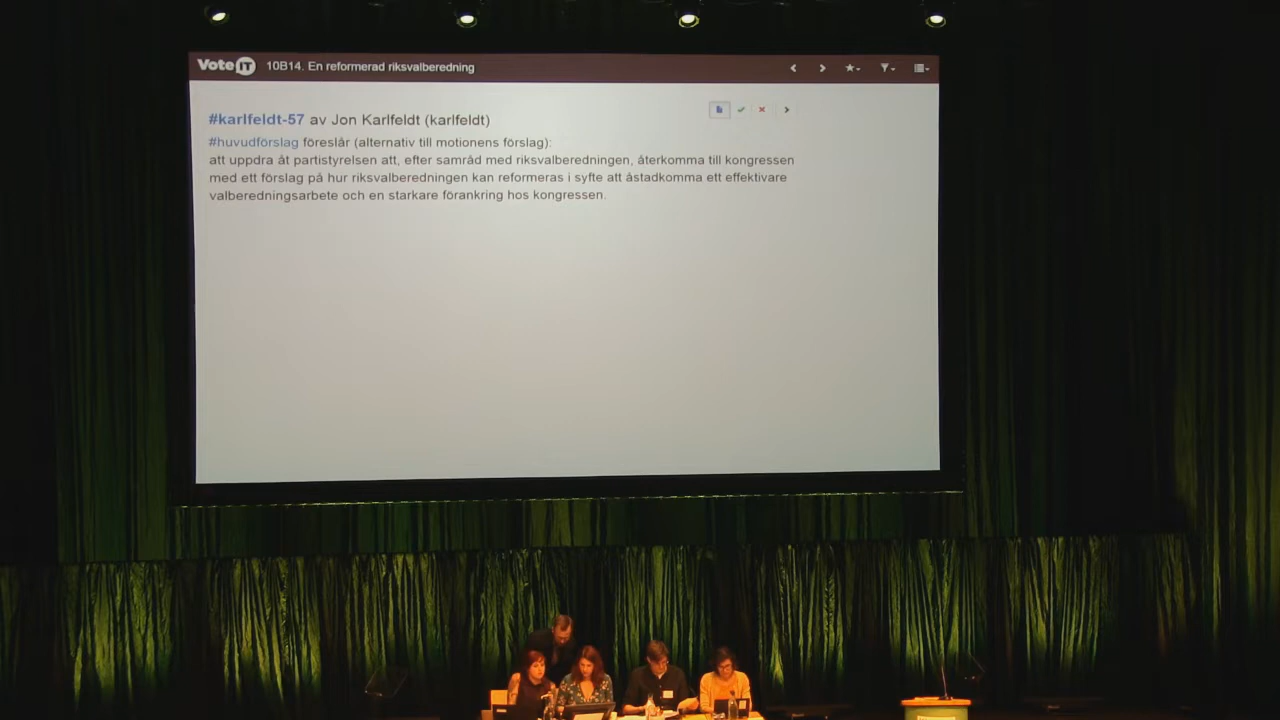 VoteIT 10B14. En reformerad riksvalberedning
#karlfeldt-57 av Jon Karlfeldt (karlfeldt)
#huvudförslag föreslår (alternativ till motionens förslag):
att uppdra åt partistyrelsen att, efter samråd med riksvalberedningen, återkomma till kongressen
med ett förslag på hur riksvalberedningen kan reformeras i syfte att åstadkomma ett effektivare
valberedningsarbete och en starkare förankring hos kongressen.